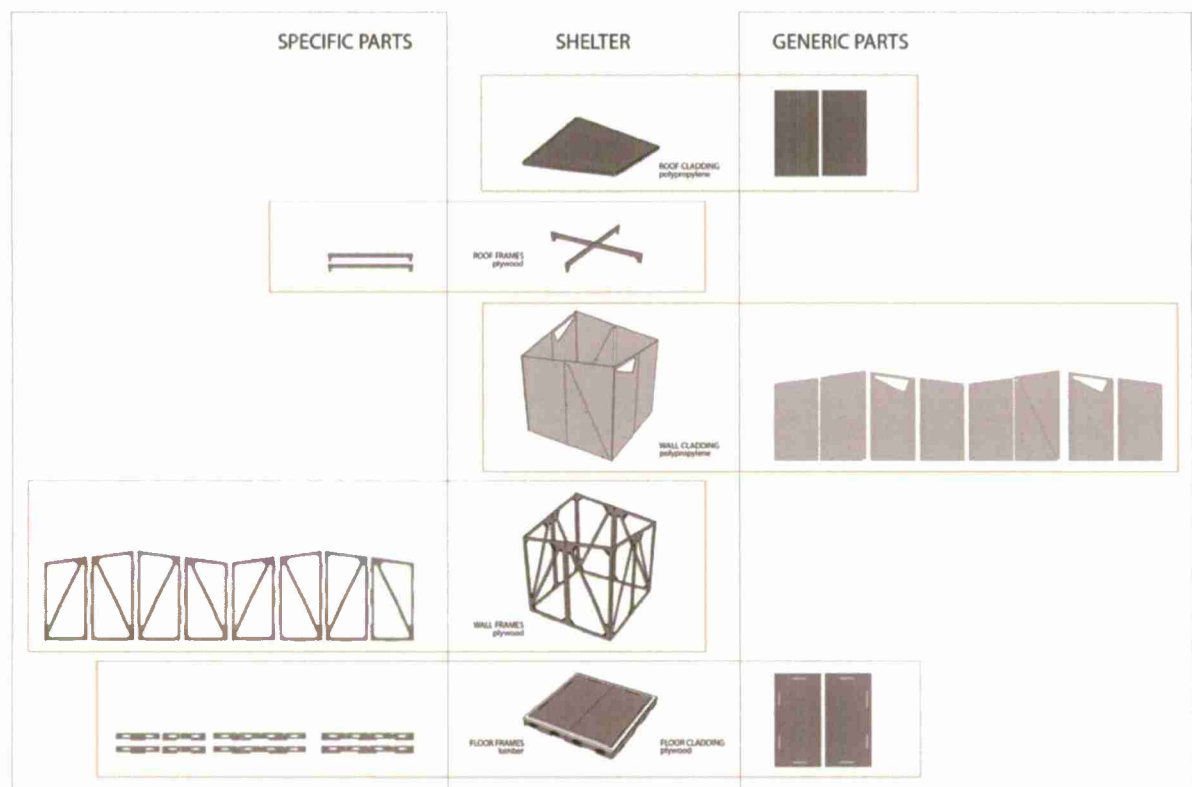 SPECIFIC PARTS
SHELTER
GENERIC PARTS
ROOF CLADDING
polypropylene
ROOF FRAMES
plywood
WALL CLADDING
polypropylene
WALL FRAMES
plywood
FLOOR FRAMES
lumber
FLOOR CLADDING
plywood